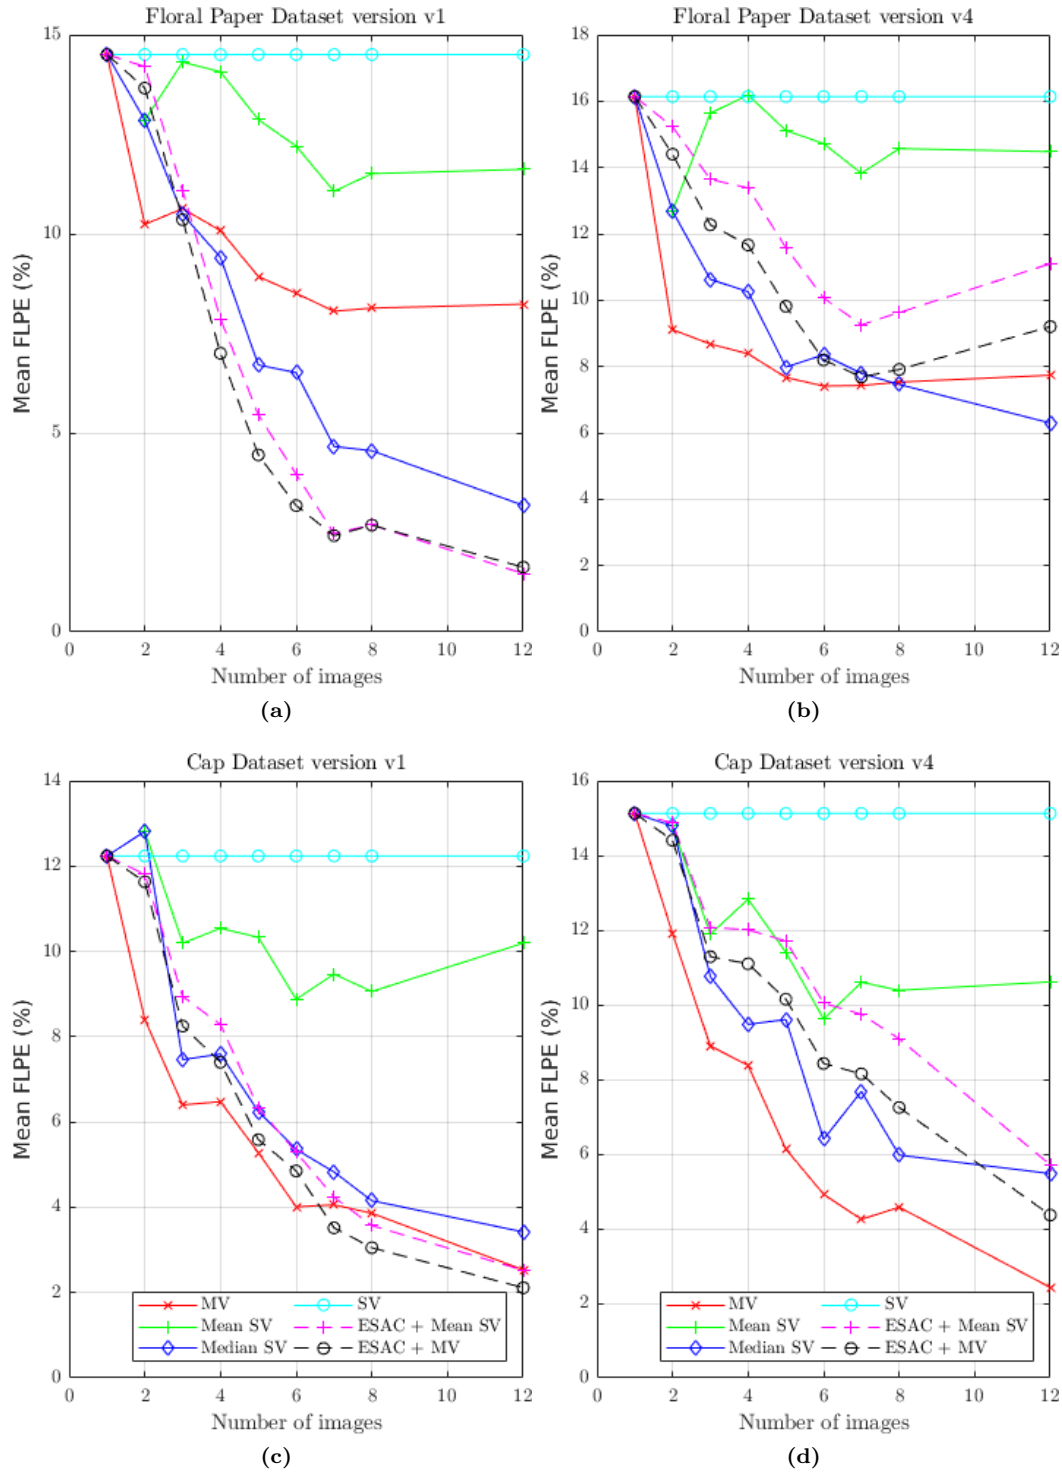 Floral Paper Dataset version v1
15
10
5
0
Mean FLPE (%)
0 2 4 6 8 10 12
Number of images
(a)
Floral Paper Dataset version v4
18
16
14
12
10
8
6
4
2
0
Mean FLPE (%)
0 2 4 6 8 10 12
Number of images
(b)
Cap Dataset version v1
14
12
10
8
6
4
2
0
Mean FLPE (%)
MV SV
Mean SV ESAC + Mean SV
Median SV ESAC + MV
0 2 4 6 8 10 12
Number of images
(c)
Cap Dataset version v4
16
14
12
10
8
6
4
2
0
Mean FLPE (%)
MV SV
Mean SV ESAC + Mean SV
Median SV ESAC + MV
0 2 4 6 8 10 12
Number of images
(d)